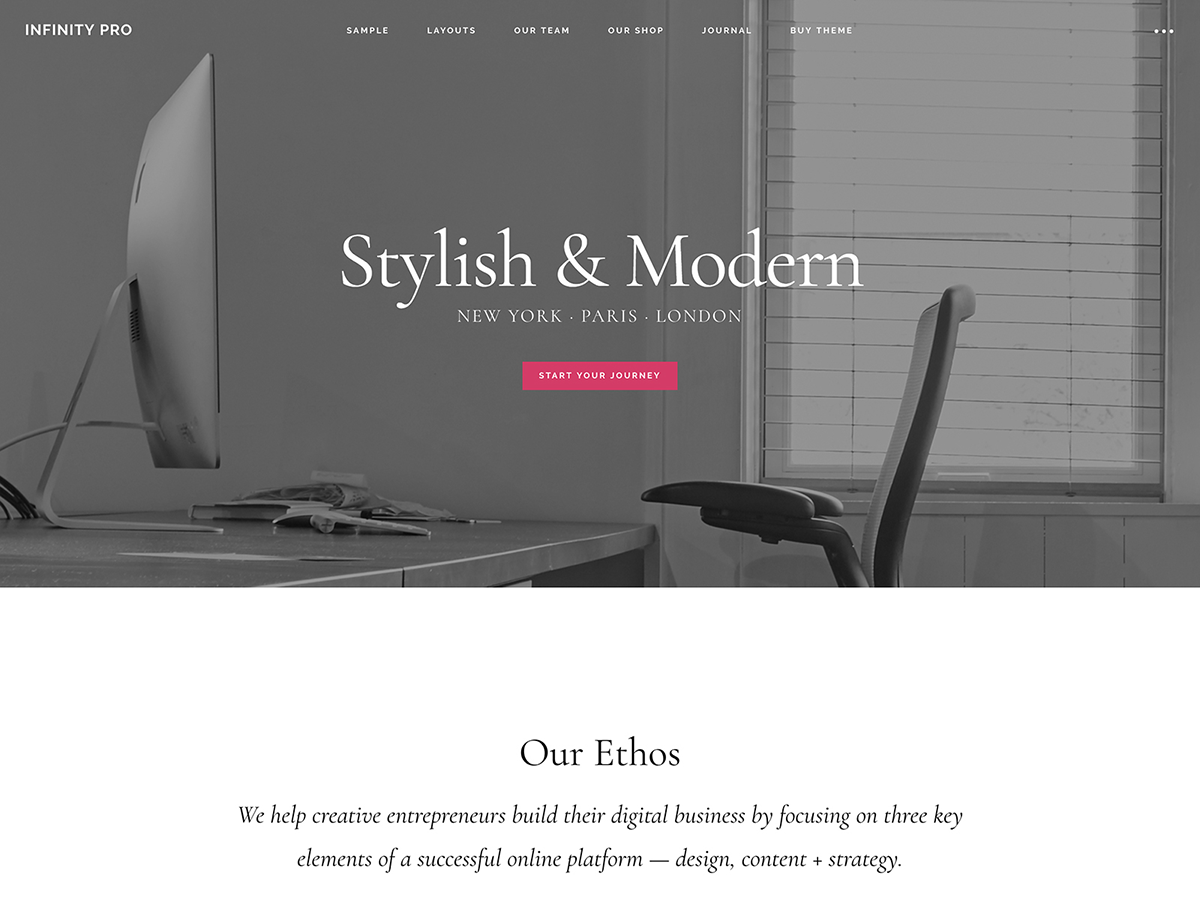 INFINITY PRO
SAMPLE LAYOUTS OUR TEAM OUR SHOP JOURNAL BUY THEME
Stylish & Modern
NEW YORK · PARIS · LONDON
START YOUR JOURNEY
Our Ethos
We help creative entrepreneurs build their digital business by focusing on three key
elements of a successful online platform — design, content + strategy.